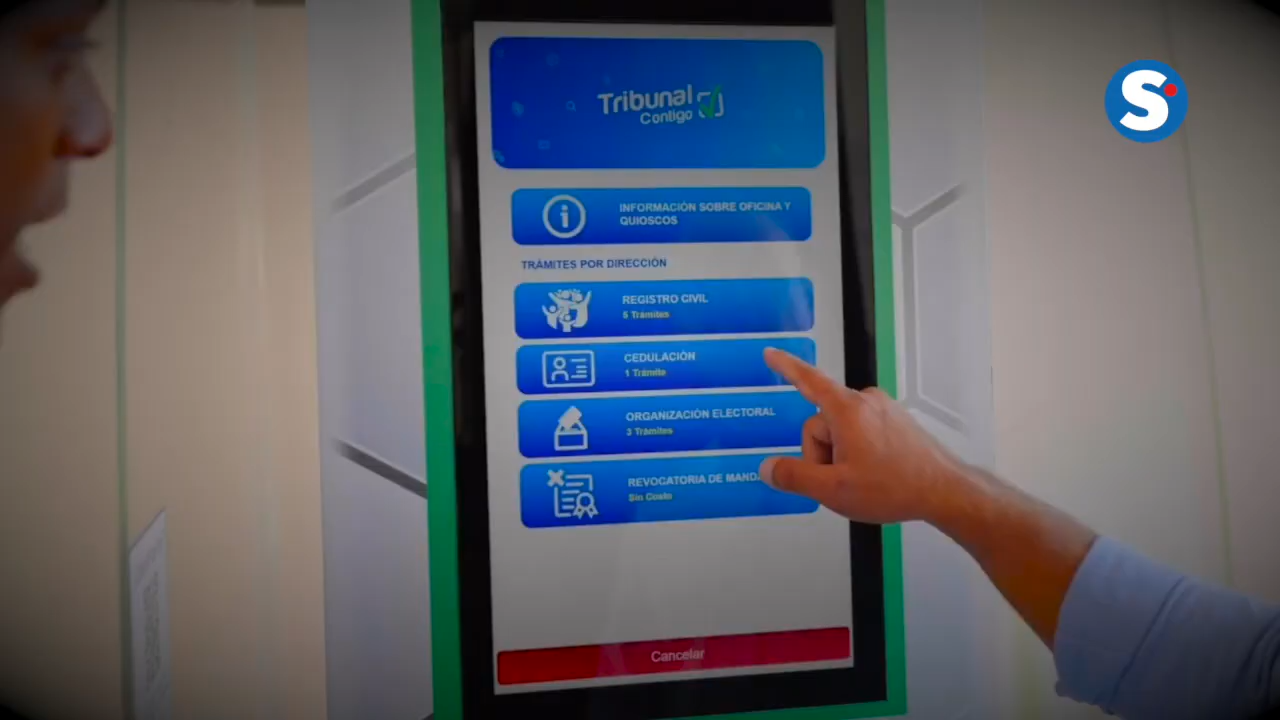 S
Tribunal
Contigo
INFORMACIÓN SOBRE OFICINA Y
QUIOSCOS
TRÁMITES POR DIRECCIÓN
REGISTRO CIVIL
5 Trámites
CEDULACIÓN
1 Trámite
ORGANIZACIÓN ELECTORAL
3 Trámites
REVOCATORIA DE
Sin Costo
Cancelar